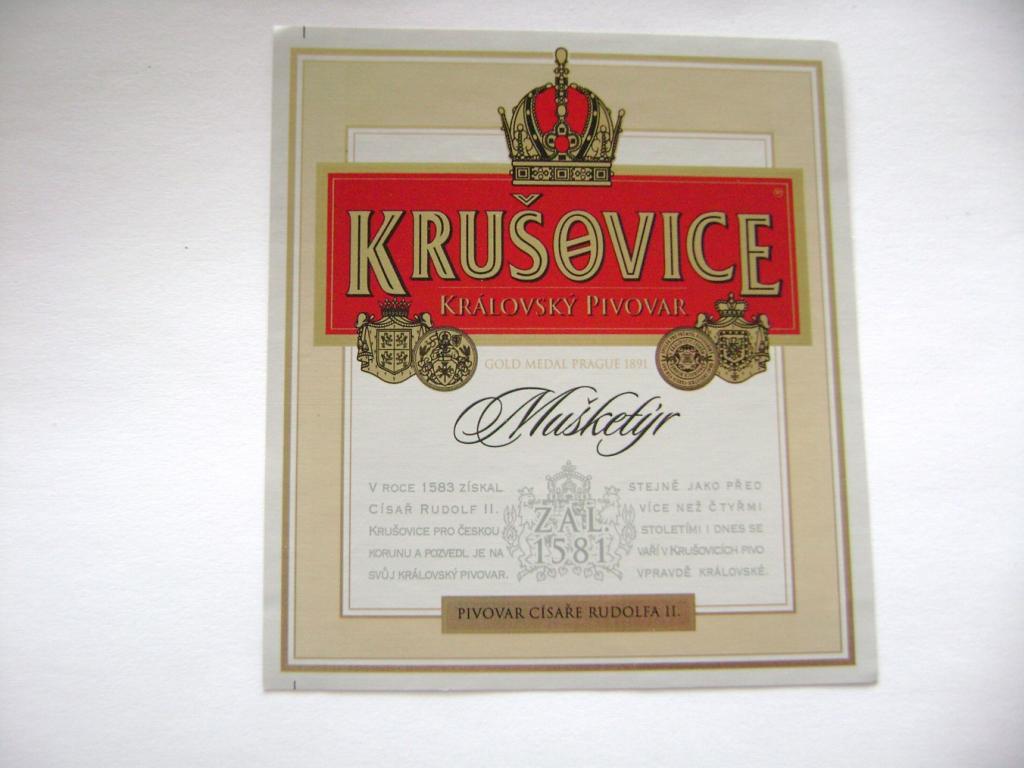 KRUŠOVICE
KRÁLOVSKÝ PIVOVAR
GOLD MEDAL PRAGUE 1891
Mušketýr
V ROCE 1583 ZÍSKAL
CÍSAŘ RUDOLF II.
KRUŠOVICE PRO ČESKOU
KORUNU A POZVEDL JE NA
SVŮJ KRÁLOVSKÝ PIVOVAR.
ZAL.
1581
STEJNĚ JAKO PŘED
VÍCE NEŽ ČTYŘMI
STOLETÍMI I DNES SE
VAŘÍ V KRUŠOVICÍCH PIVO
VPRAVDĚ KRÁLOVSKÉ.
PIVOVAR CÍSAŘE RUDOLFA II.